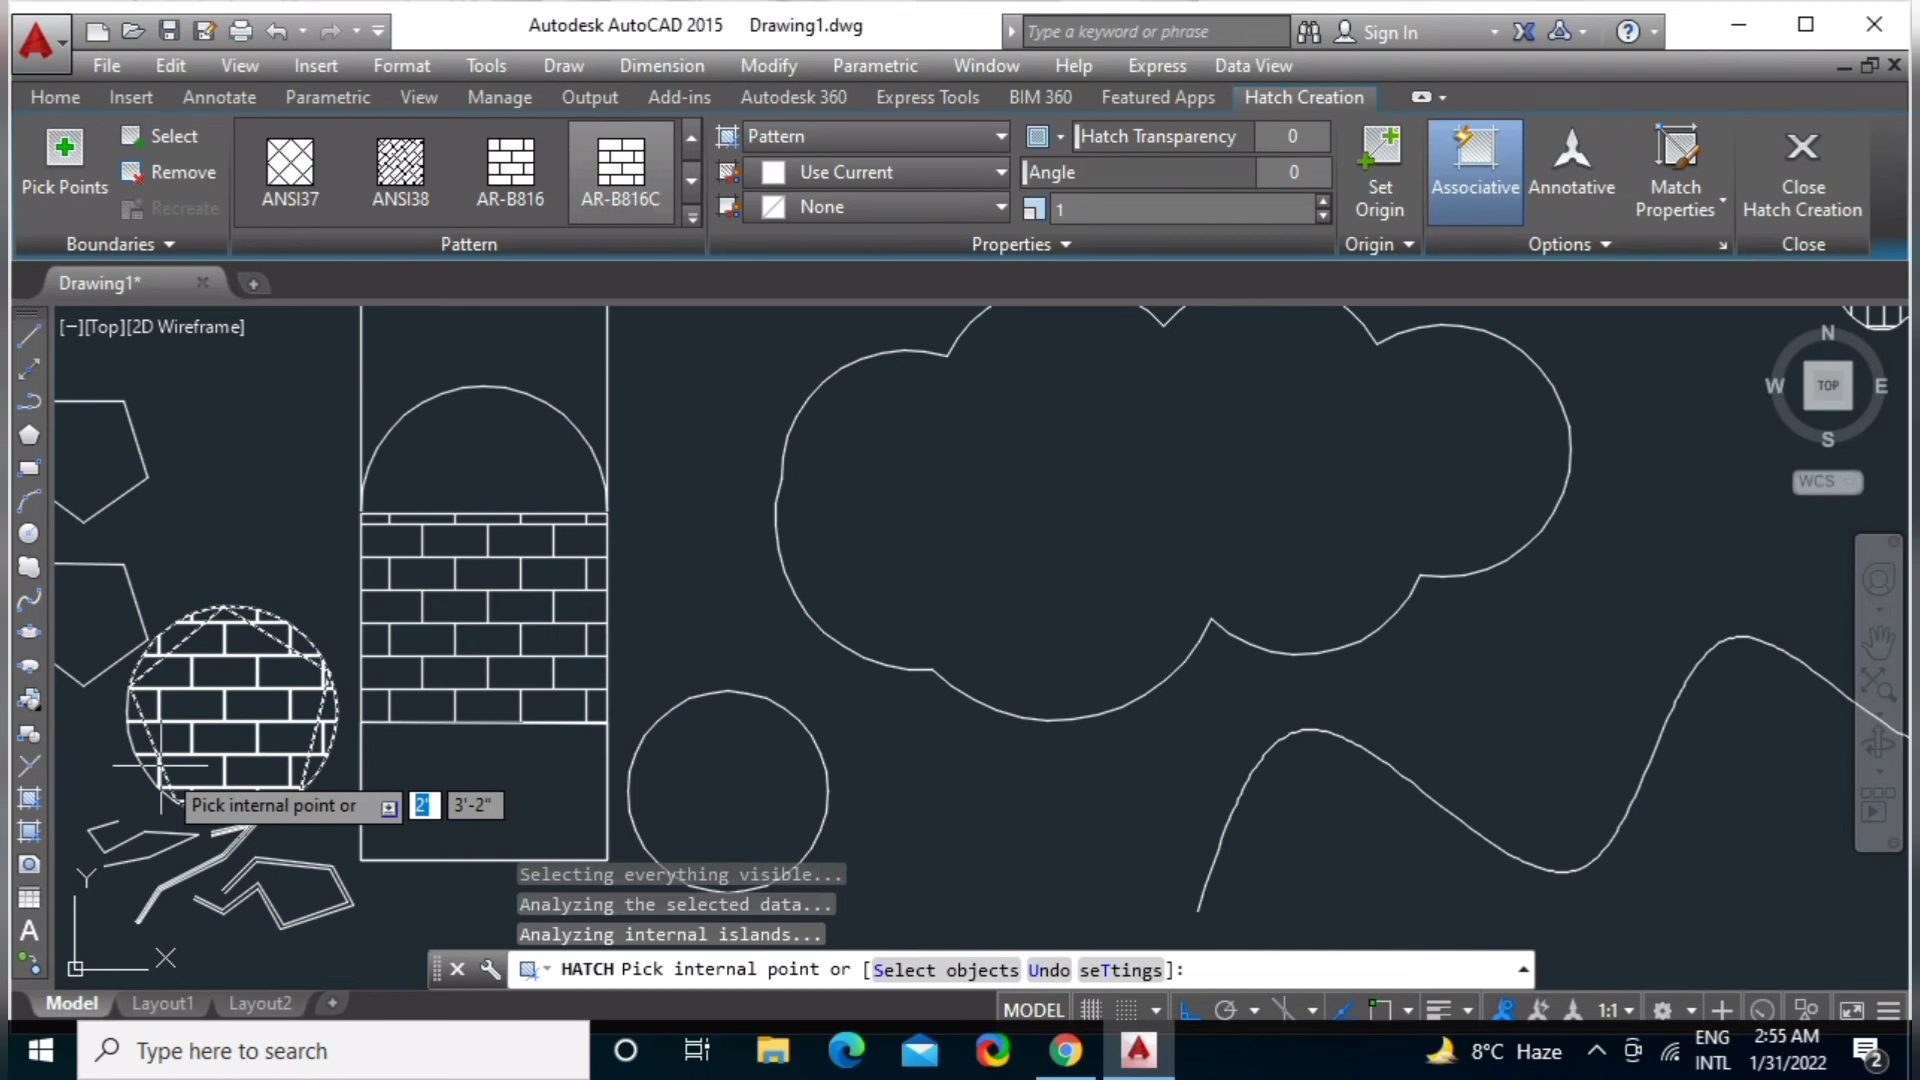 Autodesk AutoCAD 2015 Drawing1.dwg
Type a keyword or phrase
Sign In
File Edit View Insert Format Tools Draw Dimension Modify Parametric Window Help Express Data View
Home Insert Annotate Parametric View Manage Output Add-ins Autodesk 360 Express Tools BIM 360 Featured Apps Hatch Creation
Pick Points
Select
Remove
Recreate
Boundaries
ANSI37
ANSI38
AR-B816
AR-B816C
Pattern
Pattern
Use Current
None
Hatch Transparency 0
Angle 0
1
Properties
Set
Origin
Origin
Associative
Annotative
Match
Properties
Options
Close
Hatch Creation
Close
Drawing1*
[−][Top][2D Wireframe]
N
W TOP E
S
WCS
Pick internal point or 2' 3'-2"
Y
X
A
Selecting everything visible...
Analyzing the selected data...
Analyzing internal islands...
HATCH Pick internal point or [Select objects Undo seTtings]:
Model Layout1 Layout2
MODEL 1:1
Type here to search
8°C Haze
ENG
INTL
2:55 AM
1/31/2022
2